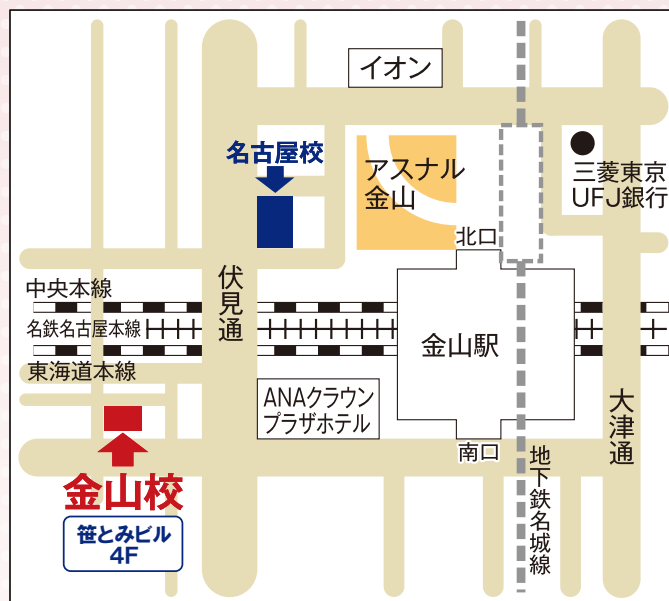 イオン
名古屋校
アスナル
金山
三菱東京
UFJ銀行
北口
伏見通
中央本線
名鉄名古屋本線
東海道本線
金山駅
ANAクラウン
プラザホテル
大津通
南口
地下鉄名城線
金山校
笹とみビル
4F